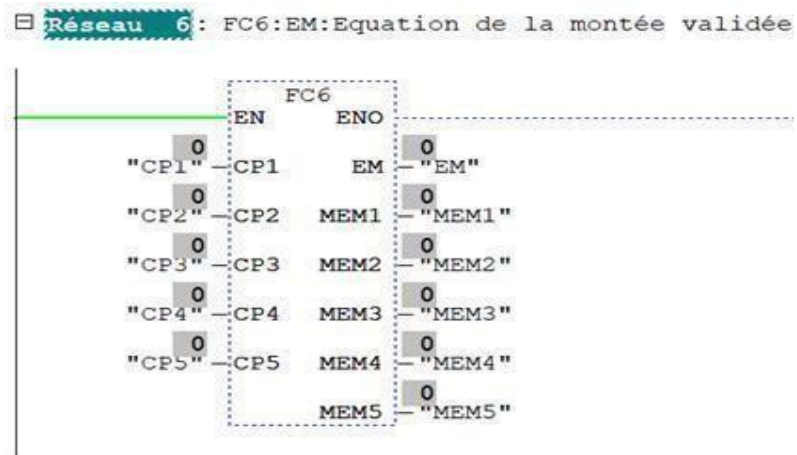 Réseau 6: FC6:EM:Equation de la montée validée
FC6
EN ENO
0 0
"CP1" CP1 EM "EM"
0 0
"CP2" CP2 MEM1 "MEM1"
0 0
"CP3" CP3 MEM2 "MEM2"
0 0
"CP4" CP4 MEM3 "MEM3"
0 0
"CP5" CP5 MEM4 "MEM4"
0
MEM5 "MEM5"